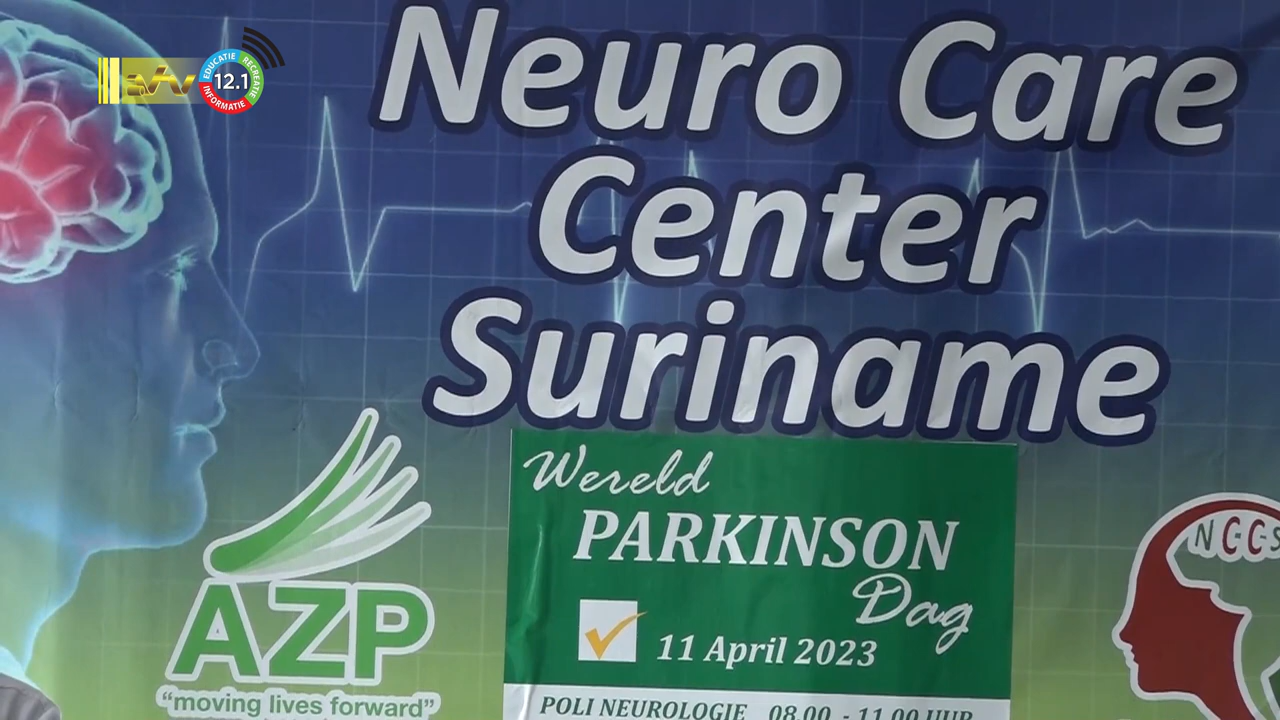 EDUCATIE
RECREATIE
INFORMATIE
12.1
Neuro Care
Center
Suriname
Wereld
PARKINSON
Dag
11 April 2023
POLI NEUROLOGIE 08.00 - 11.00 UUR
AZP
“moving lives forward”
NCCS